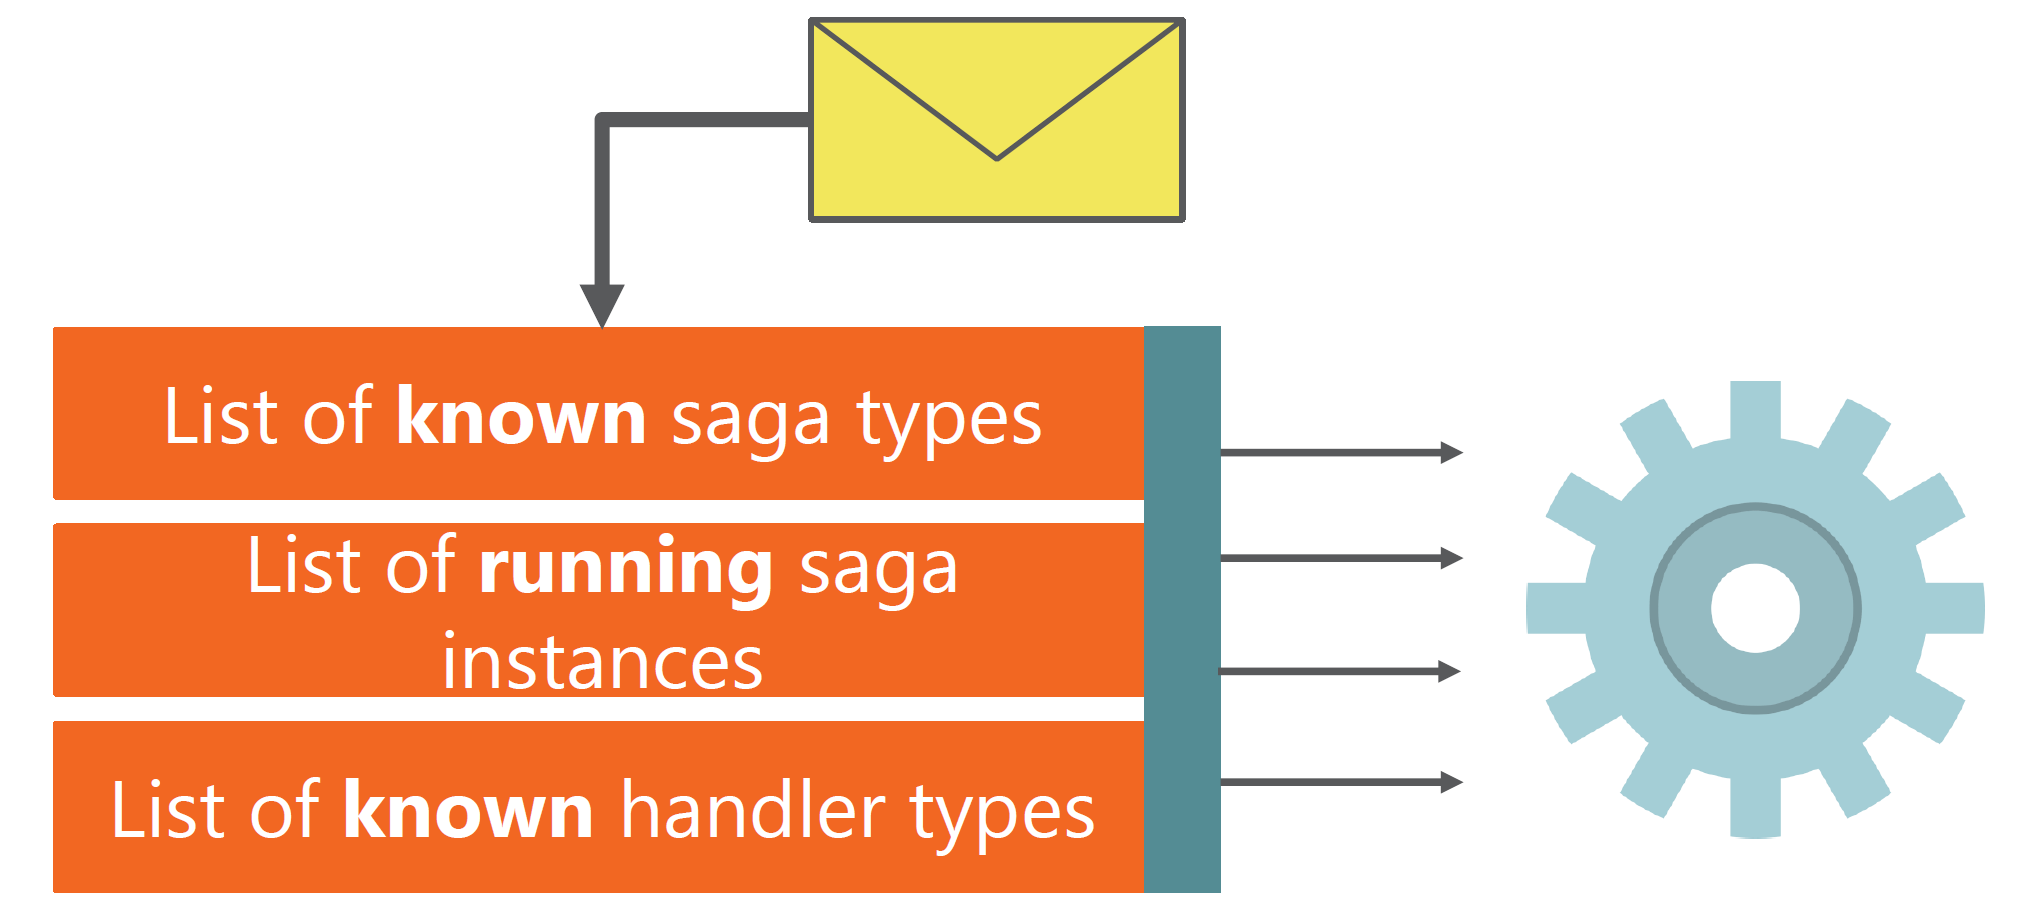 List of known saga types
List of running saga
instances
List of known handler types